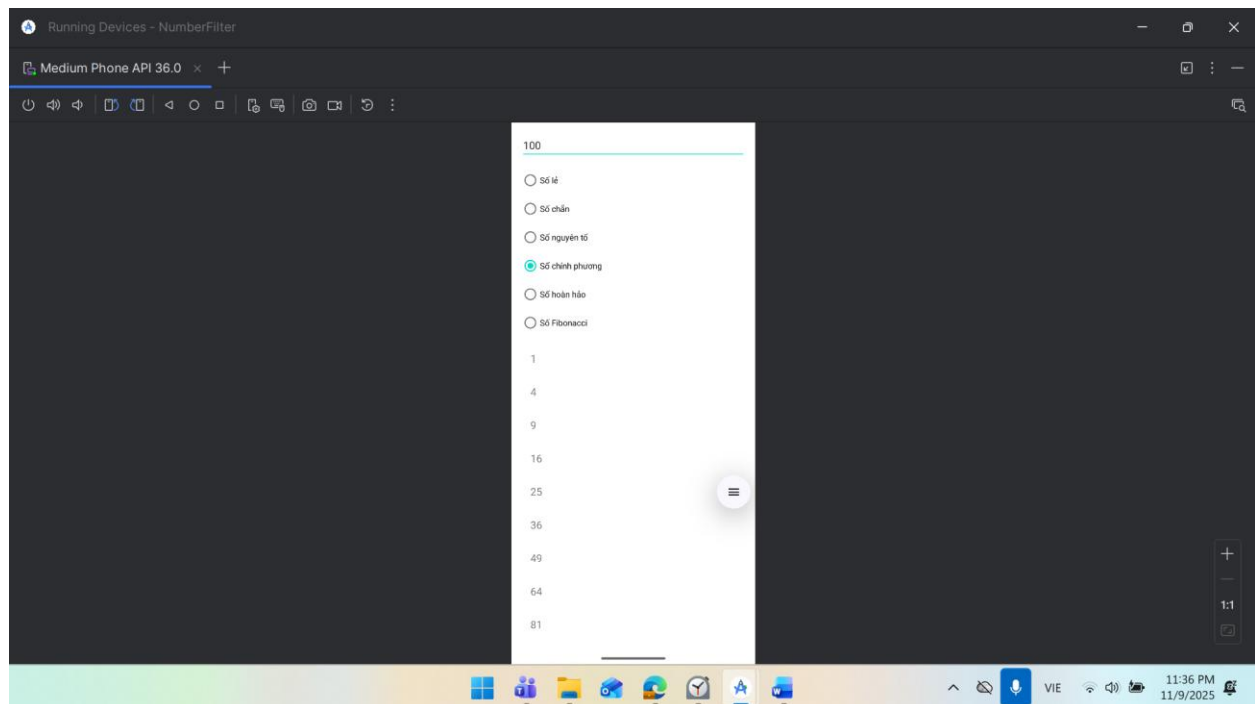 Running Devices - NumberFilter
Medium Phone API 36.0
100
Số lẻ
Số chẵn
Số nguyên tố
Số chính phương
Số hoàn hảo
Số Fibonacci
1
4
9
16
25
36
49
64
81
1:1
VIE
11:36 PM
11/9/2025